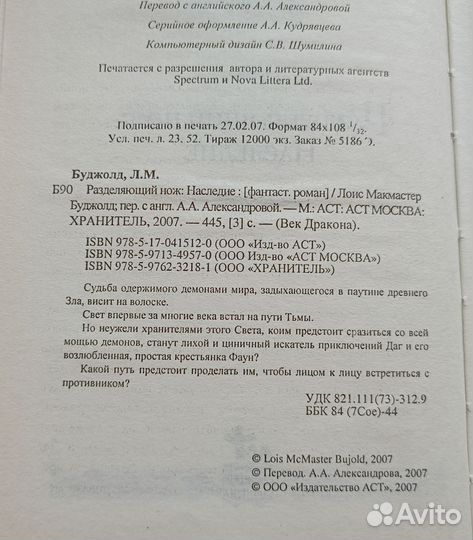 Перевод с английского А.А. Александровой
Серийное оформление А.А. Кудрявцева
Компьютерный дизайн С.В. Шумилина
Печатается с разрешения автора и литературных агентств
Spectrum и Nova Littera Ltd.
Подписано в печать 27.02.07. Формат 84x108 1/32.
Усл. печ. л. 23, 52. Тираж 12000 экз. Заказ № 5186 Э.
Буджолд, Л.М.
Б90 Разделяющий нож: Наследие : [фантаст. роман] / Лоис Макмастер
Буджолд; пер. с англ. А.А. Александровой. — М.: АСТ: АСТ МОСКВА:
ХРАНИТЕЛЬ, 2007. — 445, [3] с. — (Век Дракона).
ISBN 978-5-17-041512-0 (ООО «Изд-во АСТ»)
ISBN 978-5-9713-4957-0 (ООО Изд-во «АСТ МОСКВА»)
ISBN 978-5-9762-3218-1 (ООО «ХРАНИТЕЛЬ»)
Судьба одержимого демонами мира, задыхающегося в паутине древнего
Зла, висит на волоске.
Свет впервые за многие века встал на пути Тьмы.
Но неужели хранителями этого Света, коим предстоит сразиться со всей
мощью демонов, станут лихой и циничный искатель приключений Даг и его
возлюбленная, простая крестьянка Фаун?
Какой путь предстоит проделать им, чтобы лицом к лицу встретиться с
противником?
УДК 821.111(73)-312.9
ББК 84 (7Сое)-44
© Lois McMaster Bujold, 2007
© Перевод. А.А. Александрова, 2007
© ООО «Издательство АСТ», 2007
Avito